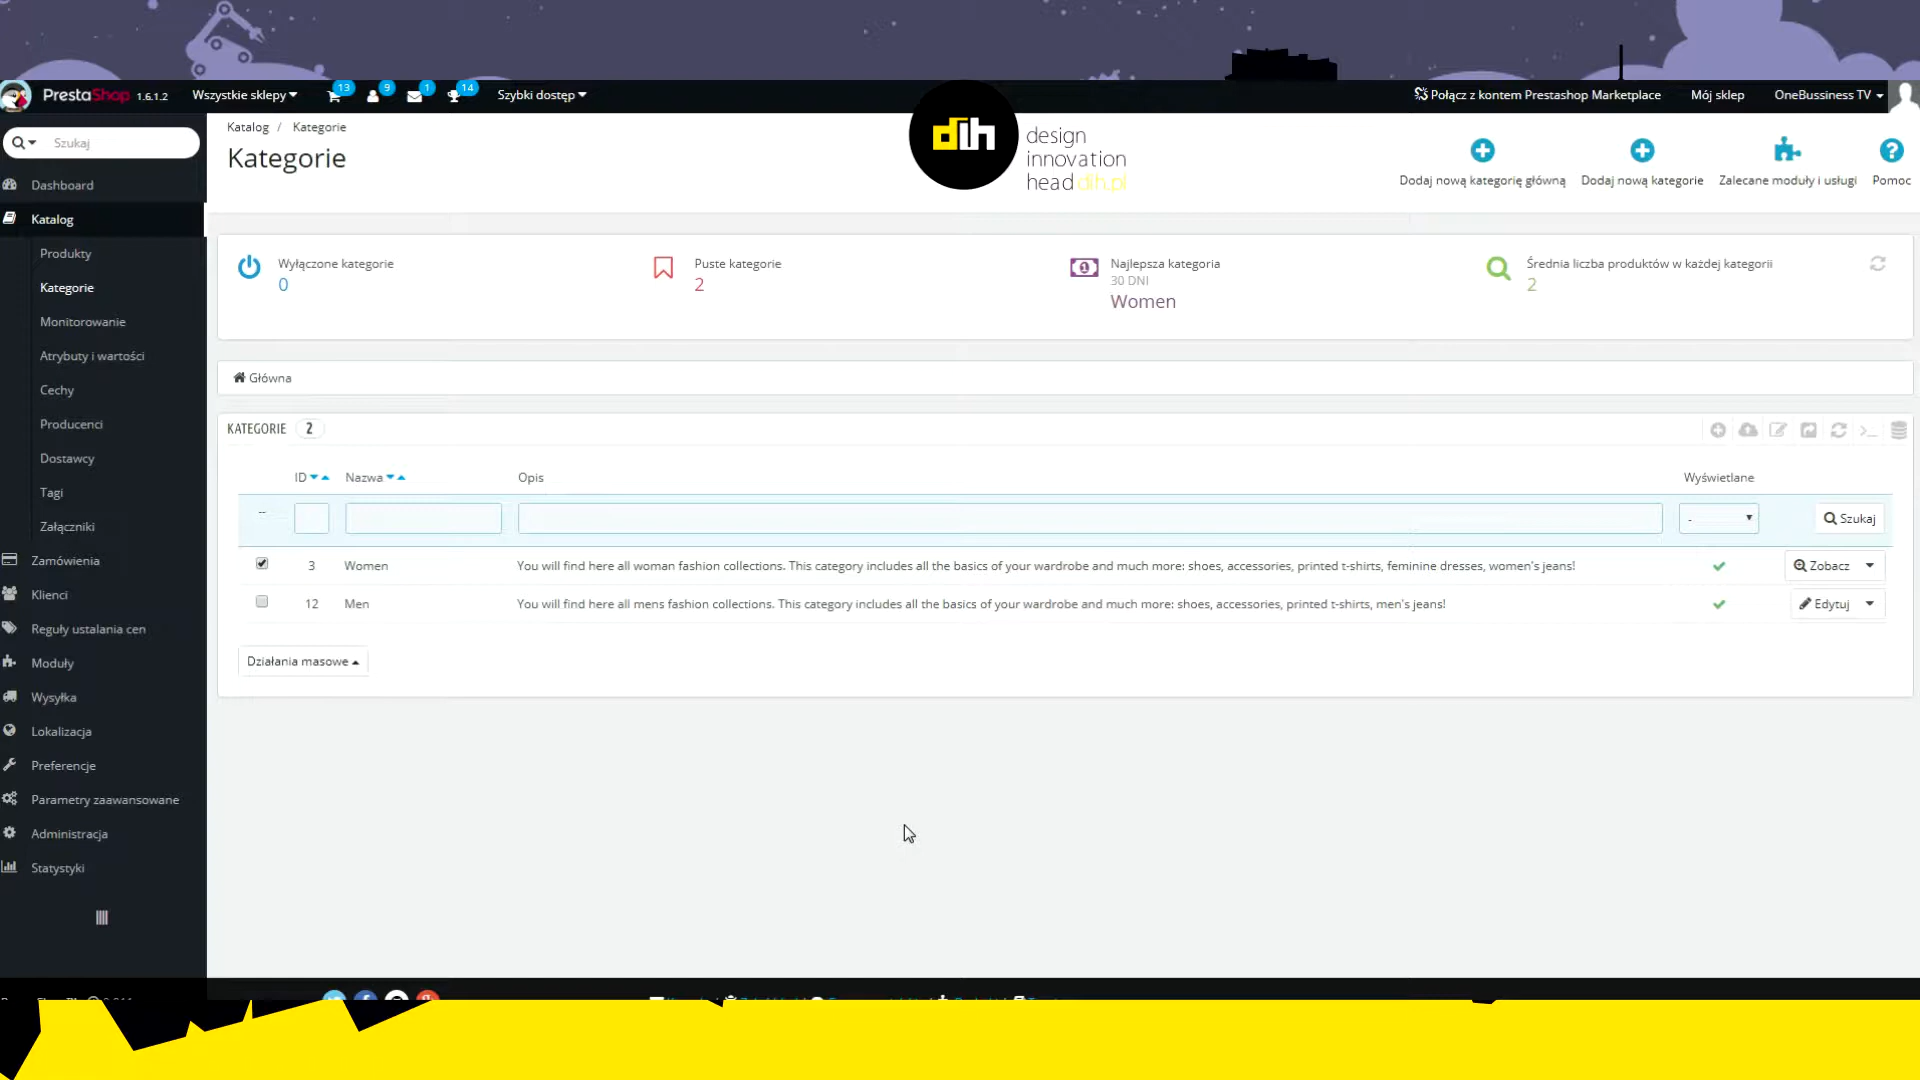 PrestaShop 1.6.1.2 Wszystkie sklepy 13 9 1 14 Szybki dostęp Połącz z kontem Prestashop Marketplace Mój sklep OneBussiness TV
Szukaj
Dashboard
Katalog
Produkty
Kategorie
Monitorowanie
Atrybuty i wartości
Cechy
Producenci
Dostawcy
Tagi
Załączniki
Zamówienia
Klienci
Reguły ustalania cen
Moduły
Wysyłka
Lokalizacja
Preferencje
Parametry zaawansowane
Administracja
Statystyki
Katalog / Kategorie
Kategorie
dih
design
innovation
head dih.pl
Dodaj nową kategorię główną Dodaj nową kategorie Zalecane moduły i usługi Pomoc
Wyłączone kategorie
0
Puste kategorie
2
Najlepsza kategoria
30 DNI
Women
Średnia liczba produktów w każdej kategorii
2
Główna
KATEGORIE 2
ID Nazwa Opis Wyświetlane
-- - Szukaj
3 Women You will find here all woman fashion collections. This category includes all the basics of your wardrobe and much more: shoes, accessories, printed t-shirts, feminine dresses, women's jeans! Zobacz
12 Men You will find here all mens fashion collections. This category includes all the basics of your wardrobe and much more: shoes, accessories, printed t-shirts, men's jeans! Edytuj
Działania masowe